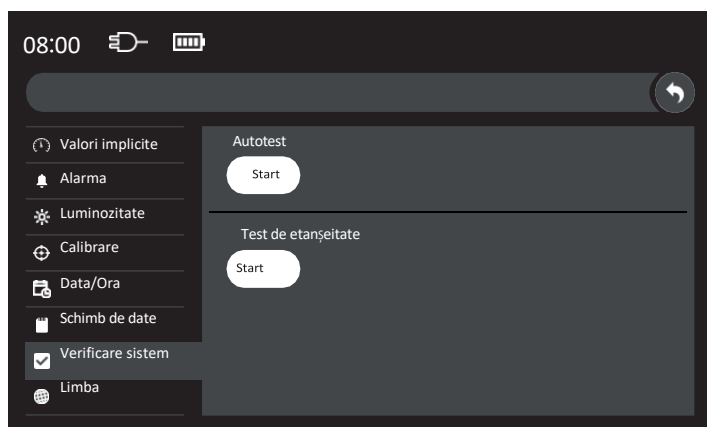 08:00
Valori implicite
Alarma
Luminozitate
Calibrare
Data/Ora
Schimb de date
Verificare sistem
Limba
Autotest
Start
Test de etanșeitate
Start